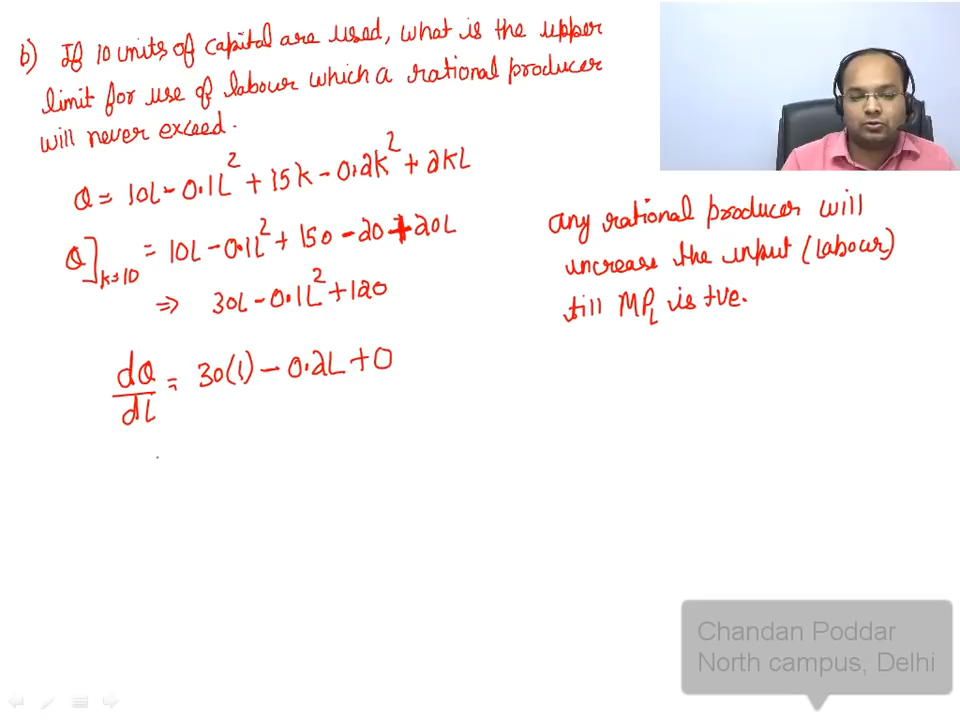 b) If 10 units of capital are used, what is the upper
limit for use of labour which a rational producer
will never exceed.
Q = 10L - 0.1L² + 15K - 0.2K² + 2KL
Q]K=10 = 10L - 0.1L² + 150 - 20 + 20L
⇒ 30L - 0.1L² + 120
dQ/dL = 30(1) - 0.2L + 0
any rational producer will
increase the input (labour)
till MPL is +ve.
Chandan Poddar
North campus, Delhi